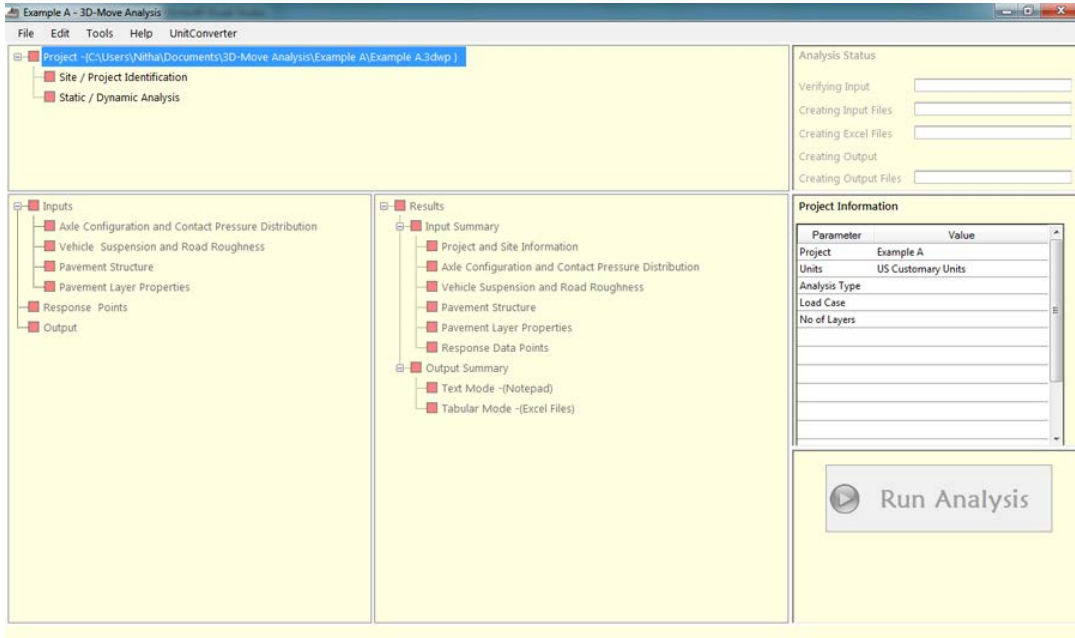 Example A - 3D-Move Analysis
File Edit Tools Help UnitConverter
Project -(C:\Users\Nitha\Documents\3D-Move Analysis\Example A\Example A.3dwp )
Site / Project Identification
Static / Dynamic Analysis
Analysis Status
Verifying Input
Creating Input Files
Creating Excel Files
Creating Output
Creating Output Files
Inputs
Axle Configuration and Contact Pressure Distribution
Vehicle Suspension and Road Roughness
Pavement Structure
Pavement Layer Properties
Response Points
Output
Results
Input Summary
Project and Site Information
Axle Configuration and Contact Pressure Distribution
Vehicle Suspension and Road Roughness
Pavement Structure
Pavement Layer Properties
Response Data Points
Output Summary
Text Mode -(Notepad)
Tabular Mode -(Excel Files)
Project Information
Parameter Value
Project Example A
Units US Customary Units
Analysis Type
Load Case
No of Layers
Run Analysis